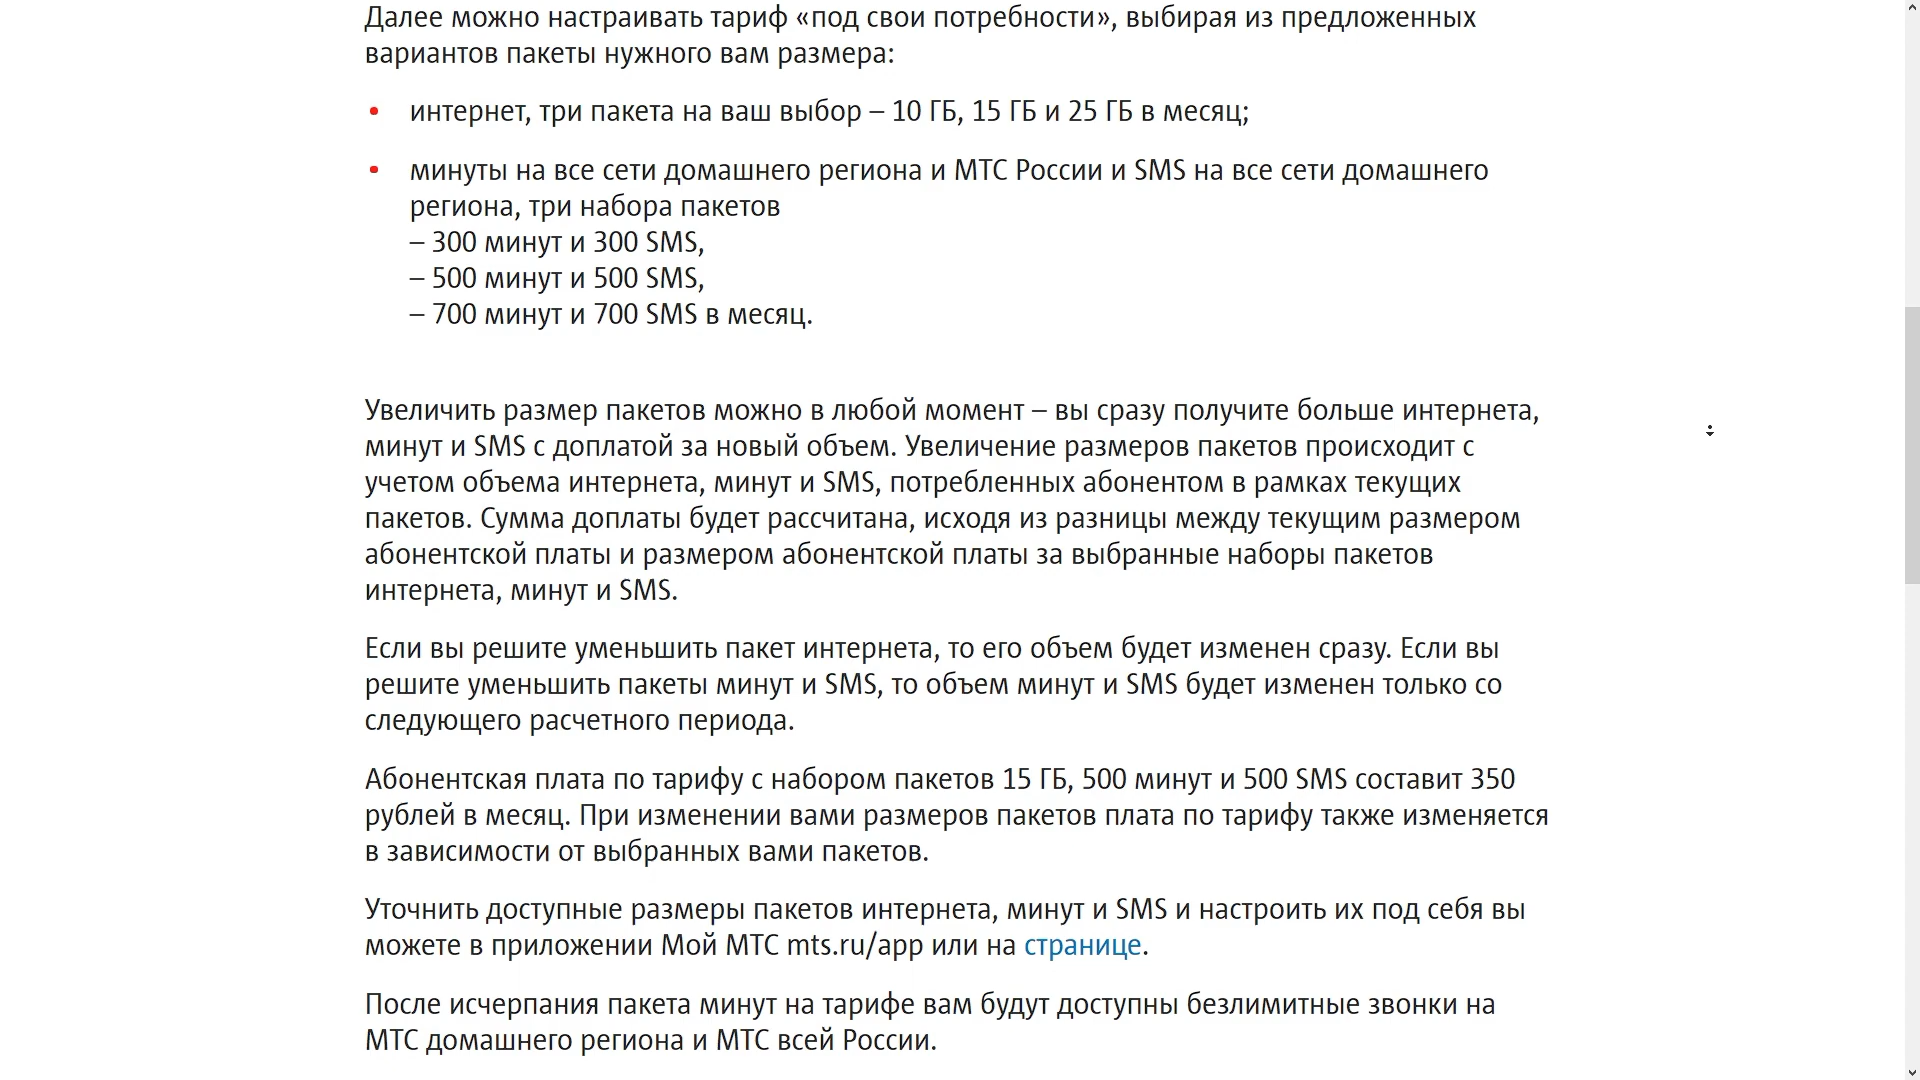 Далее можно настраивать тариф «под свои потребности», выбирая из предложенных
вариантов пакеты нужного вам размера:
• интернет, три пакета на ваш выбор – 10 ГБ, 15 ГБ и 25 ГБ в месяц;
• минуты на все сети домашнего региона и МТС России и SMS на все сети домашнего
региона, три набора пакетов
– 300 минут и 300 SMS,
– 500 минут и 500 SMS,
– 700 минут и 700 SMS в месяц.
Увеличить размер пакетов можно в любой момент – вы сразу получите больше интернета,
минут и SMS с доплатой за новый объем. Увеличение размеров пакетов происходит с
учетом объема интернета, минут и SMS, потребленных абонентом в рамках текущих
пакетов. Сумма доплаты будет рассчитана, исходя из разницы между текущим размером
абонентской платы и размером абонентской платы за выбранные наборы пакетов
интернета, минут и SMS.
Если вы решите уменьшить пакет интернета, то его объем будет изменен сразу. Если вы
решите уменьшить пакеты минут и SMS, то объем минут и SMS будет изменен только со
следующего расчетного периода.
Абонентская плата по тарифу с набором пакетов 15 ГБ, 500 минут и 500 SMS составит 350
рублей в месяц. При изменении вами размеров пакетов плата по тарифу также изменяется
в зависимости от выбранных вами пакетов.
Уточнить доступные размеры пакетов интернета, минут и SMS и настроить их под себя вы
можете в приложении Мой МТС mts.ru/app или на странице.
После исчерпания пакета минут на тарифе вам будут доступны безлимитные звонки на
МТС домашнего региона и МТС всей России.